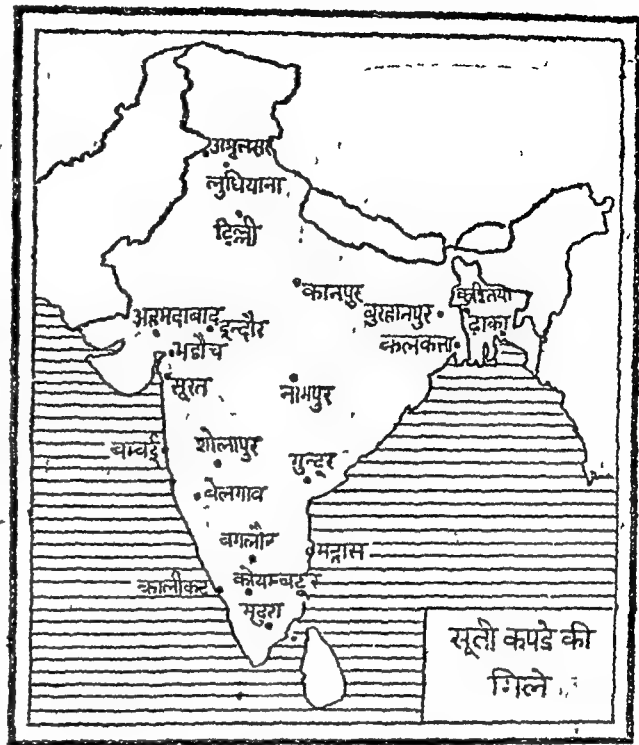 अमृतसर
लुधियाना
दिल्ली
कानपुर
बुरहानपुर
ढाका
कलकत्ता
अहमदाबाद
इन्दौर
भडौच
सूरत
नागपुर
बम्बई
शोलापुर
गुन्टूर
वेलगाव
बगलौर
मद्रास
कालीकट
कोयम्बटूर
मदुरा
सूती कपडे की
मिले